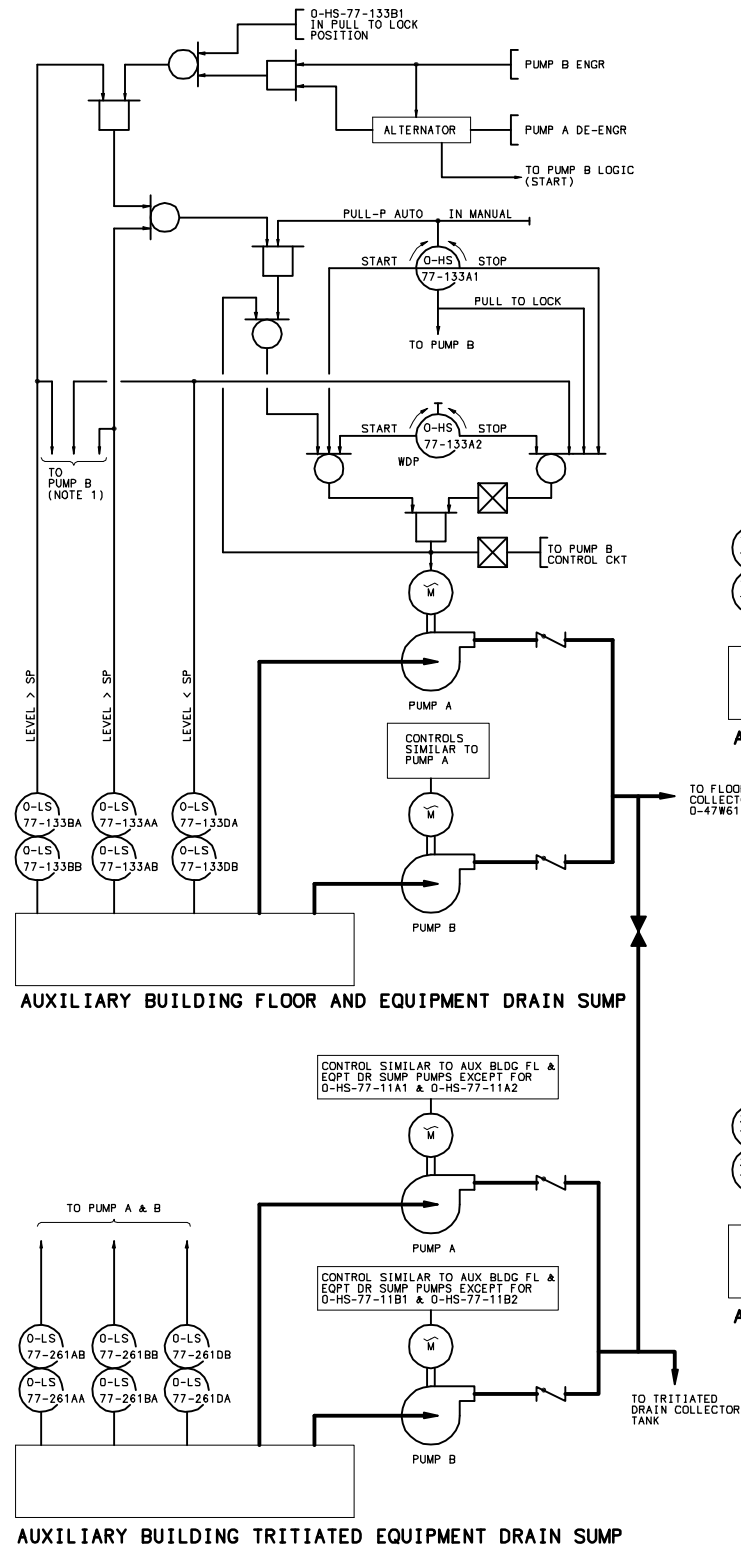 0-HS-77-133B1
IN PULL TO LOCK
POSITION
PUMP B ENGR
ALTERNATOR
PUMP A DE-ENGR
TO PUMP B LOGIC
(START)
PULL-P AUTO
IN MANUAL
START
0-HS
77-133A1
STOP
PULL TO LOCK
TO PUMP B
START
0-HS
77-133A2
STOP
WDP
TO
PUMP B
(NOTE 1)
TO PUMP B
CONTROL CKT
M
PUMP A
LEVEL > SP
LEVEL > SP
LEVEL < SP
CONTROLS
SIMILAR TO
PUMP A
M
0-LS
77-133BA
0-LS
77-133AA
0-LS
77-133DA
0-LS
77-133BB
0-LS
77-133AB
0-LS
77-133DB
TO FLOO
COLLECT
0-47W61
PUMP B
AUXILIARY BUILDING FLOOR AND EQUIPMENT DRAIN SUMP
CONTROL SIMILAR TO AUX BLDG FL &
EQPT DR SUMP PUMPS EXCEPT FOR
0-HS-77-11A1 & 0-HS-77-11A2
M
PUMP A
TO PUMP A & B
CONTROL SIMILAR TO AUX BLDG FL &
EQPT DR SUMP PUMPS EXCEPT FOR
0-HS-77-11B1 & 0-HS-77-11B2
M
0-LS
77-261AB
0-LS
77-261BB
0-LS
77-261DB
0-LS
77-261AA
0-LS
77-261BA
0-LS
77-261DA
PUMP B
TO TRITIATED
DRAIN COLLECTOR
TANK
AUXILIARY BUILDING TRITIATED EQUIPMENT DRAIN SUMP